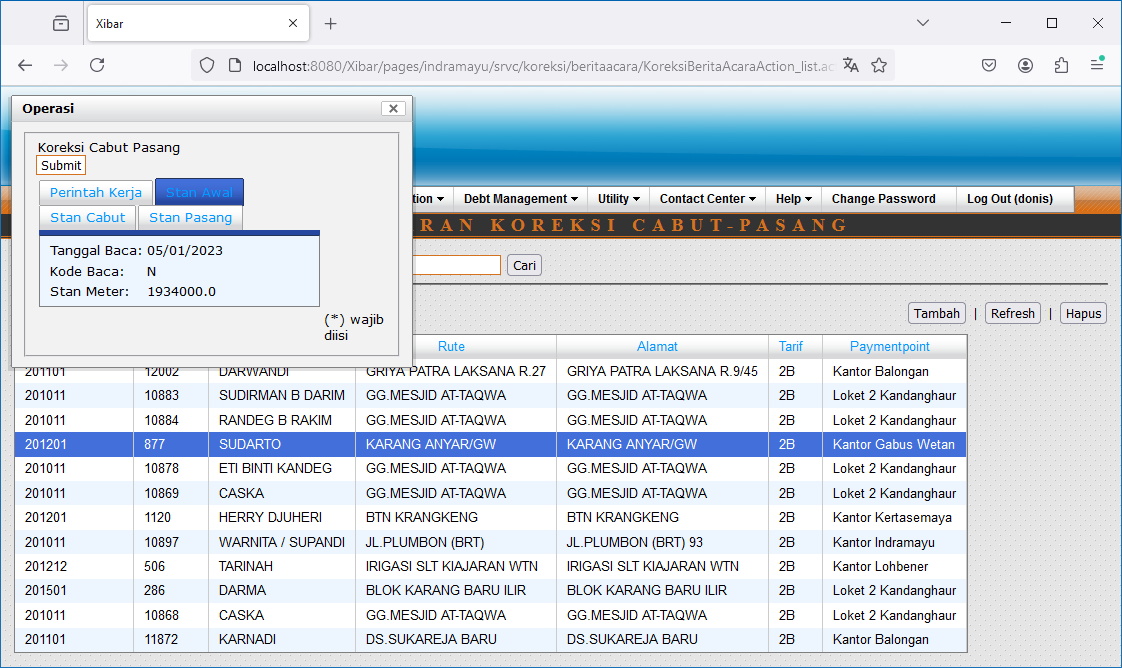 Xibar
localhost:8080/Xibar/pages/indramayu/srvc/koreksi/beritaacara/KoreksiBeritaAcaraAction_list.ac
Operasi
Koreksi Cabut Pasang
Submit
Perintah Kerja Stan Awal
Stan Cabut Stan Pasang
Tanggal Baca: 05/01/2023
Kode Baca: N
Stan Meter: 1934000.0
(*) wajib
diisi
tion Debt Management Utility Contact Center Help Change Password Log Out (donis)
RAN KOREKSI CABUT-PASANG
Cari
Tambah | Refresh | Hapus
Rute Alamat Tarif Paymentpoint
201101 12002 DARWANDI GRIYA PATRA LAKSANA R.27 GRIYA PATRA LAKSANA R.9/45 2B Kantor Balongan
201011 10883 SUDIRMAN B DARIM GG.MESJID AT-TAQWA GG.MESJID AT-TAQWA 2B Loket 2 Kandanghaur
201011 10884 RANDEG B RAKIM GG.MESJID AT-TAQWA GG.MESJID AT-TAQWA 2B Loket 2 Kandanghaur
201201 877 SUDARTO KARANG ANYAR/GW KARANG ANYAR/GW 2B Kantor Gabus Wetan
201011 10878 ETI BINTI KANDEG GG.MESJID AT-TAQWA GG.MESJID AT-TAQWA 2B Loket 2 Kandanghaur
201011 10869 CASKA GG.MESJID AT-TAQWA GG.MESJID AT-TAQWA 2B Loket 2 Kandanghaur
201201 1120 HERRY DJUHERI BTN KRANGKENG BTN KRANGKENG 2B Kantor Kertasemaya
201011 10897 WARNITA / SUPANDI JL.PLUMBON (BRT) JL.PLUMBON (BRT) 93 2B Kantor Indramayu
201212 506 TARINAH IRIGASI SLT KIAJARAN WTN IRIGASI SLT KIAJARAN WTN 2B Kantor Lohbener
201501 286 DARMA BLOK KARANG BARU ILIR BLOK KARANG BARU ILIR 2B Loket 2 Kandanghaur
201011 10868 CASKA GG.MESJID AT-TAQWA GG.MESJID AT-TAQWA 2B Loket 2 Kandanghaur
201101 11872 KARNADI DS.SUKAREJA BARU DS.SUKAREJA BARU 2B Kantor Balongan